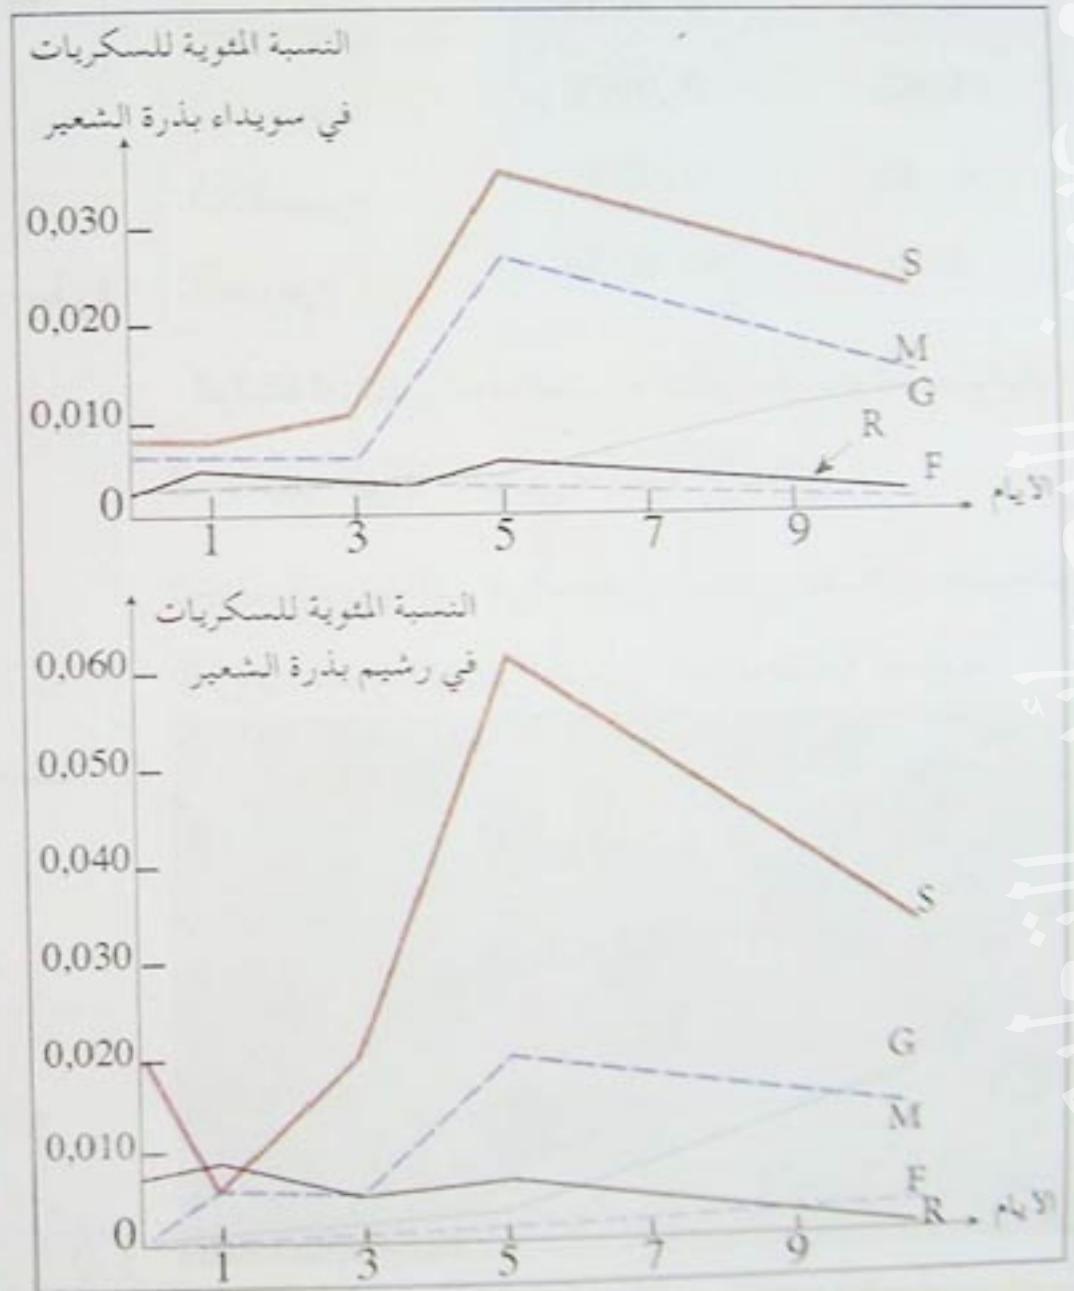 النسبة المئوية للسكريات
في سويداء بذرة الشعير
0,030
0,020
0,010
0
S
M
G
R
F
الأيام
1 3 5 7 9
النسبة المئوية للسكريات
في رشيم بذرة الشعير
0,060
0,050
0,040
0,030
0,020
0,010
0
S
G
M
F
R
الأيام
1 3 5 7 9